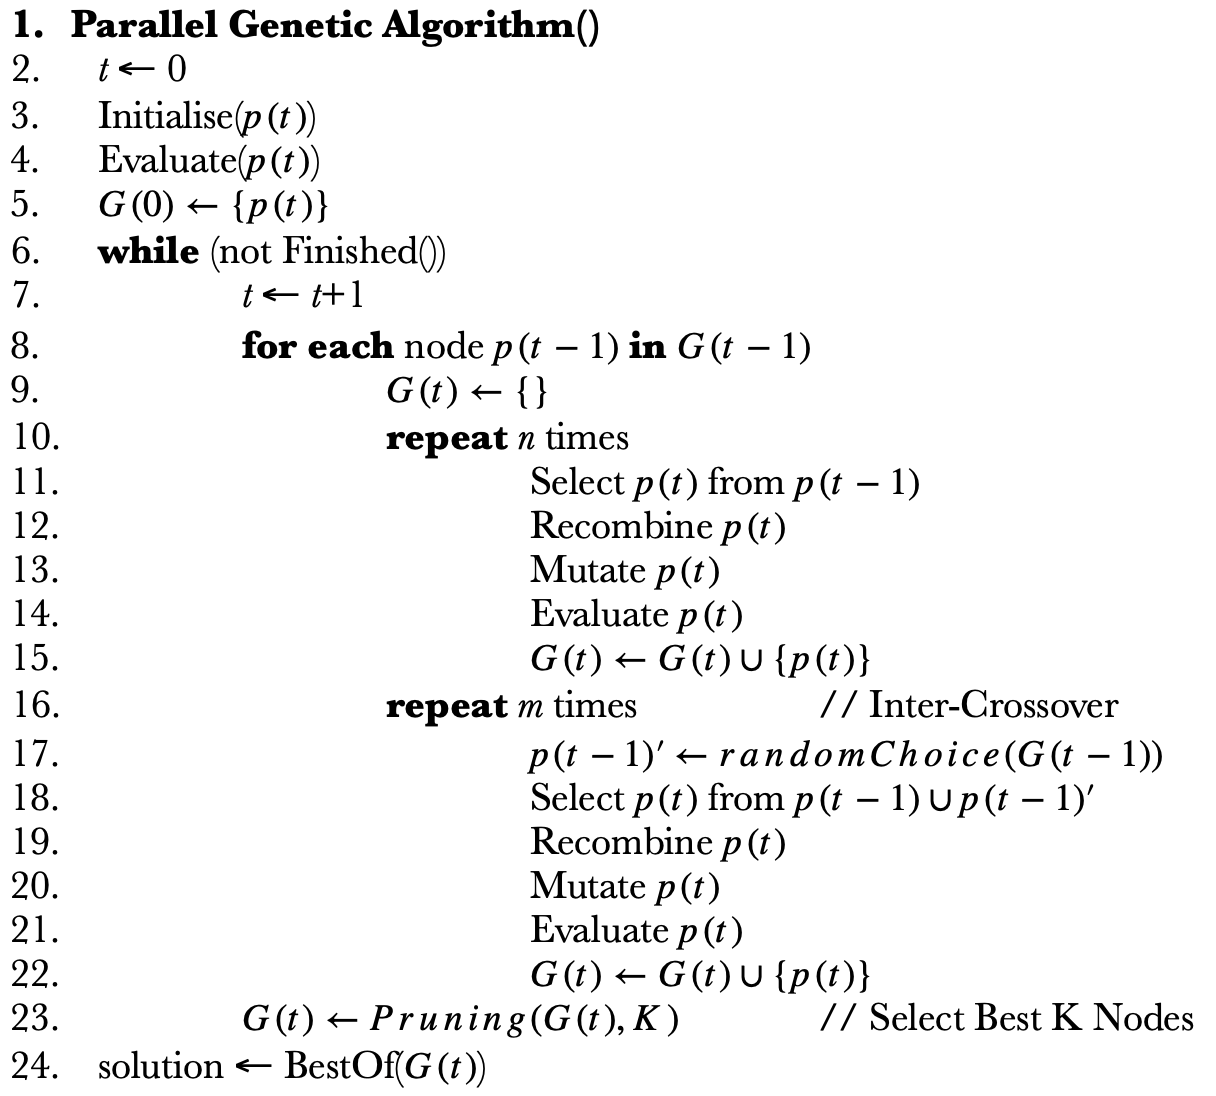 1. Parallel Genetic Algorithm()
2. t ← 0
3. Initialise(p(t))
4. Evaluate(p(t))
5. G(0) ← {p(t)}
6. while (not Finished())
7. t ← t+1
8. for each node p(t − 1) in G(t − 1)
9. G(t) ← {}
10. repeat n times
11. Select p(t) from p(t − 1)
12. Recombine p(t)
13. Mutate p(t)
14. Evaluate p(t)
15. G(t) ← G(t) ∪ {p(t)}
16. repeat m times // Inter-Crossover
17. p(t − 1)′ ← randomChoice(G(t − 1))
18. Select p(t) from p(t − 1) ∪ p(t − 1)′
19. Recombine p(t)
20. Mutate p(t)
21. Evaluate p(t)
22. G(t) ← G(t) ∪ {p(t)}
23. G(t) ← Pruning(G(t), K) // Select Best K Nodes
24. solution ← BestOf(G(t))